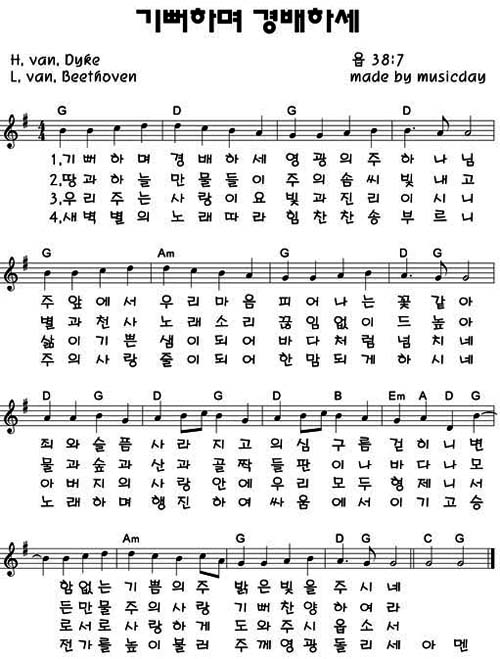 기뻐하며 경배하세
H. van. Dyke
욥 38:7
L. van. Beethoven
made by musicday
G D G D
1.기뻐하며 경배하세 영광의주 하나님
2.땅과하늘 만물들이 주의솜씨 빛내고
3.우리주는 사랑이요 빛과진리 이시니
4.새벽별의 노래따라 힘찬찬송 부르니
G Am G D G
주앞에서 우리마음 피어나는 꽃같아
별과천사 노래소리 끊임없이 드높아
삶이기쁜 샘이되어 바다처럼 넘치네
주의사랑 줄이되어 한맘되게 하시네
D G D G D B Em A D G
죄와슬픔 사라지고 의심구름 걷히니 변
물과숲과 산과골짝 들판이나 바다나 모
아버지의 사랑안에 우리모두 형제니 서
노래하며 행진하여 싸움에서 이기고 승
Am G D G C G
함없는 기쁨의주 밝은빛을 주시네
든만물 주의사랑 기뻐찬양 하여라
로서로 사랑하게 도와주시 옵소서
전가를 높이불러 주께영광 돌리세 아멘